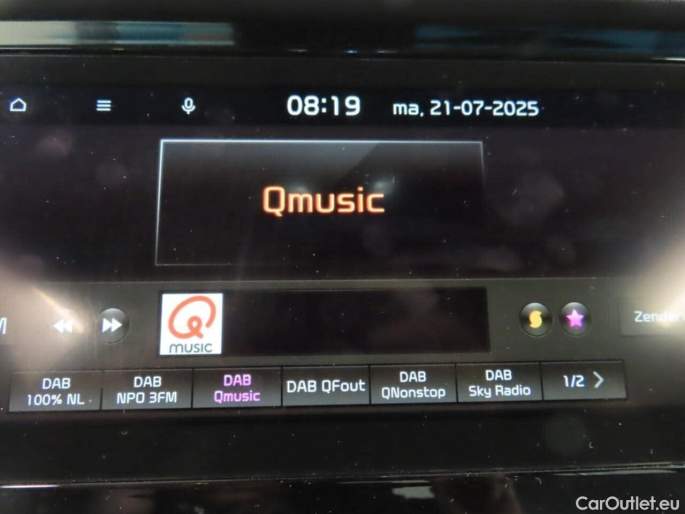 08:19 ma, 21-07-2025
Qmusic
Q
MUSIC
Zender
DAB
100% NL
DAB
NPO 3FM
DAB
Qmusic
DAB QFout
DAB
QNonstop
DAB
Sky Radio
1/2
CarOutlet.eu